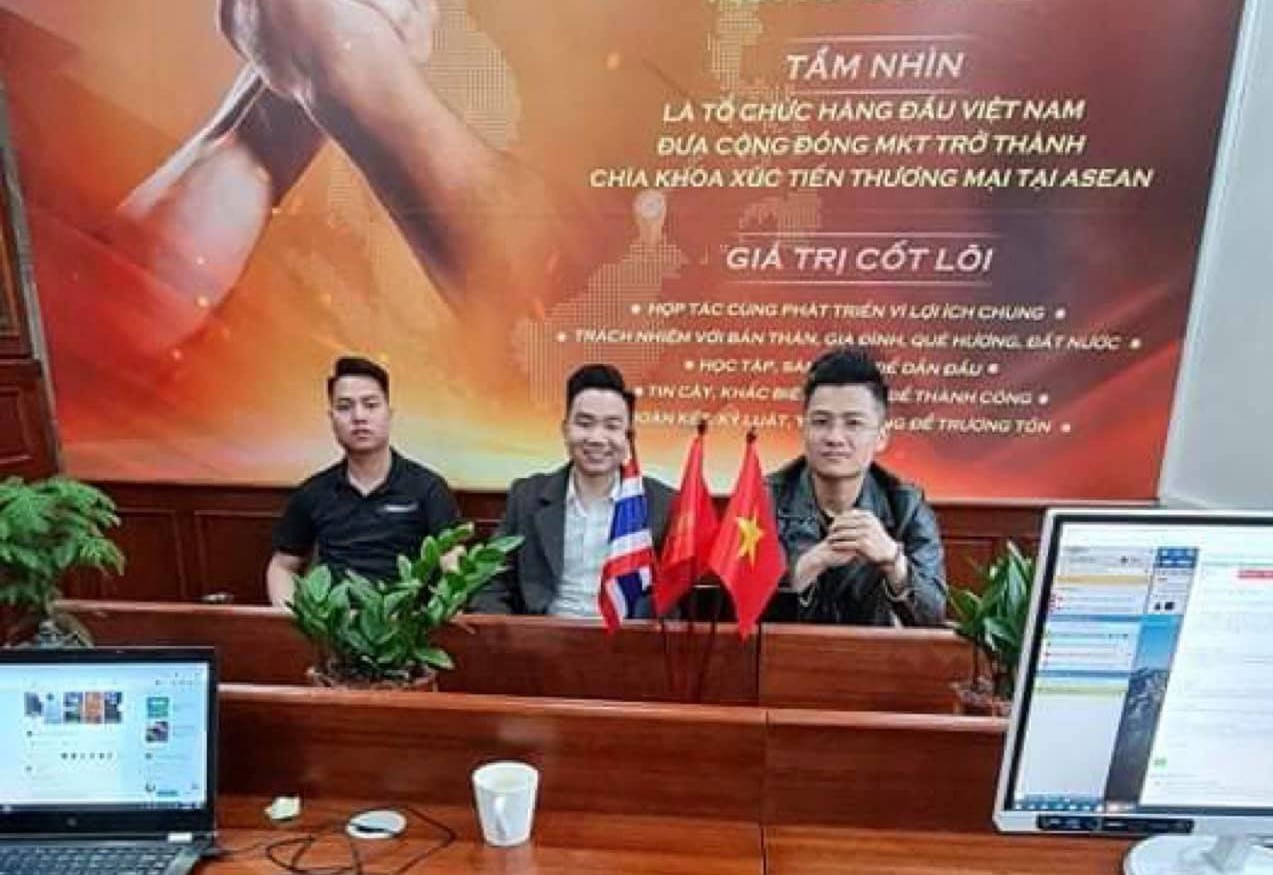 TẦM NHÌN
LÀ TỔ CHỨC HÀNG ĐẦU VIỆT NAM
ĐƯA CỘNG ĐỒNG MKT TRỞ THÀNH
CHÌA KHÓA XÚC TIẾN THƯƠNG MẠI TẠI ASEAN
GIÁ TRỊ CỐT LÕI
• HỢP TÁC CÙNG PHÁT TRIỂN VÌ LỢI ÍCH CHUNG •
• TRÁCH NHIỆM VỚI BẢN THÂN, GIA ĐÌNH, QUÊ HƯƠNG, ĐẤT NƯỚC •
• HỌC TẬP, ĐỂ DẪN ĐẦU •
• TIN CẬY, KHÁC ĐỂ THÀNH CÔNG •
KẾT, KỶ LUẬT, ĐỂ TRƯỜNG TỒN •